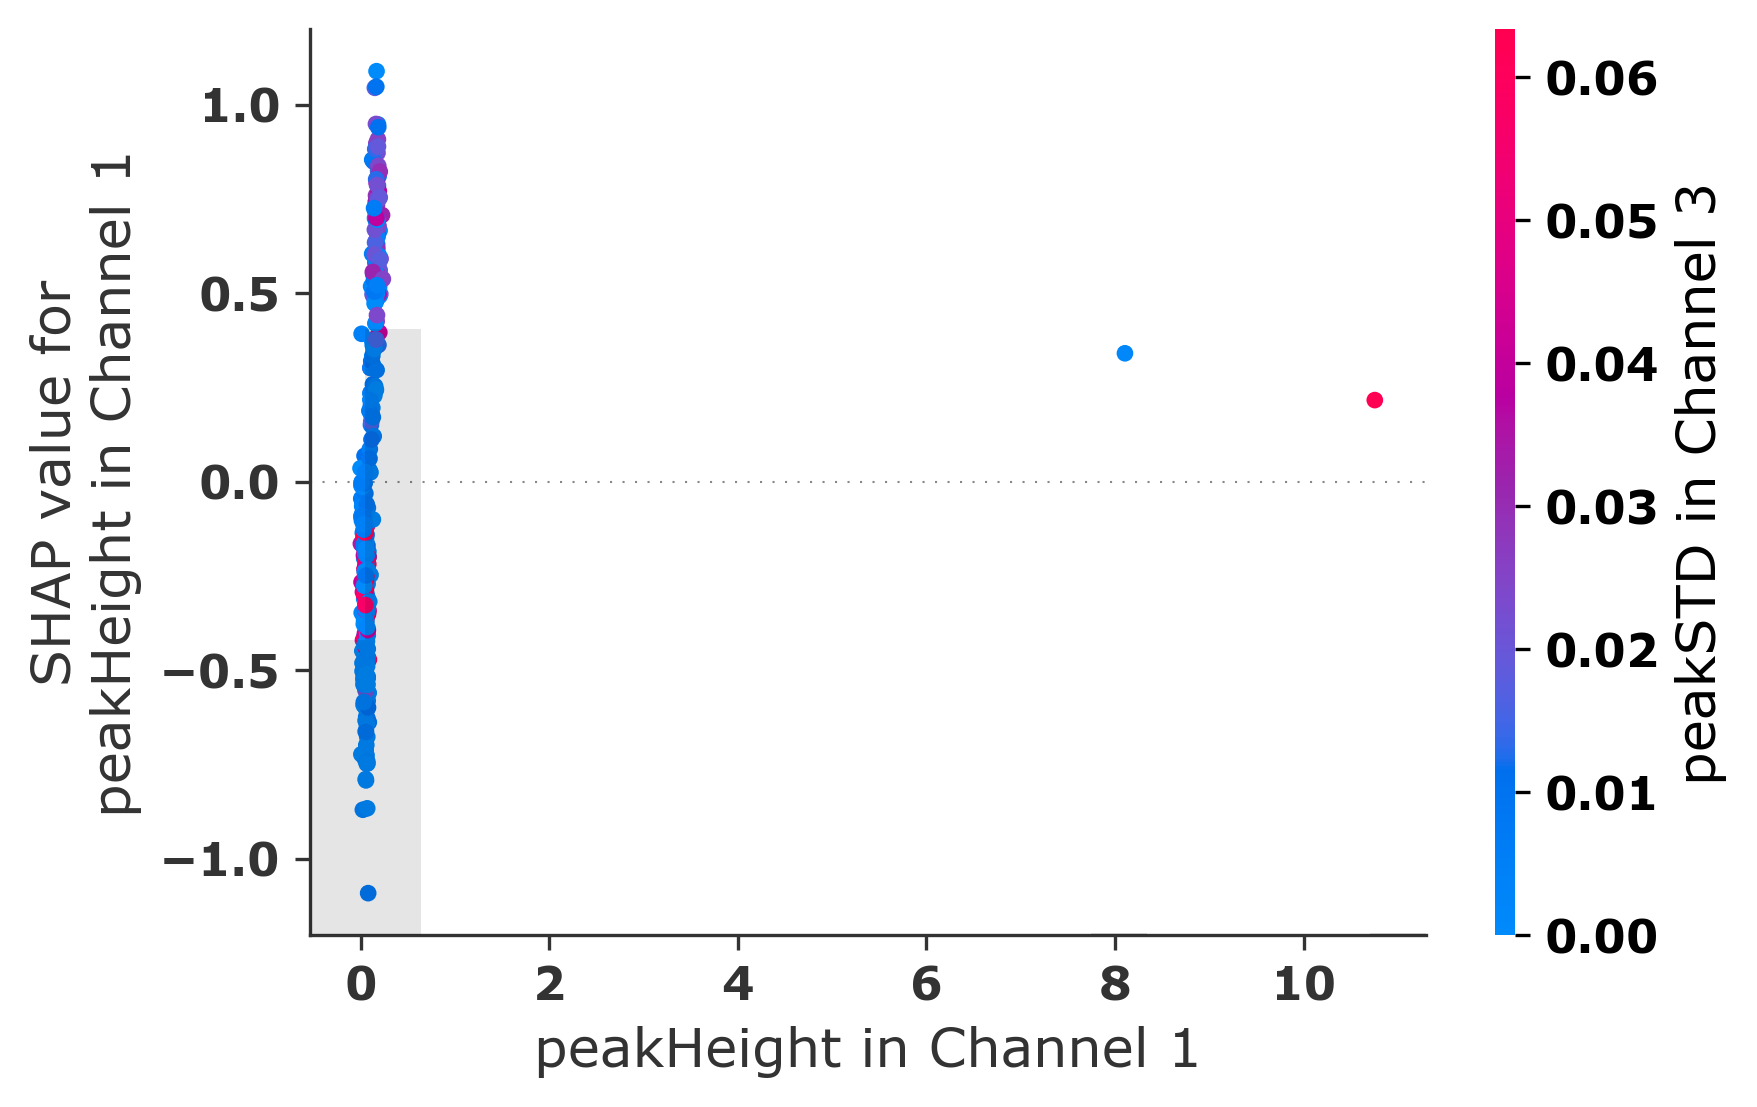 SHAP value for
peakHeight in Channel 1
1.0
0.5
0.0
−0.5
−1.0
0 2 4 6 8 10
peakHeight in Channel 1
0.06
0.05
0.04
0.03
0.02
0.01
0.00
peakSTD in Channel 3